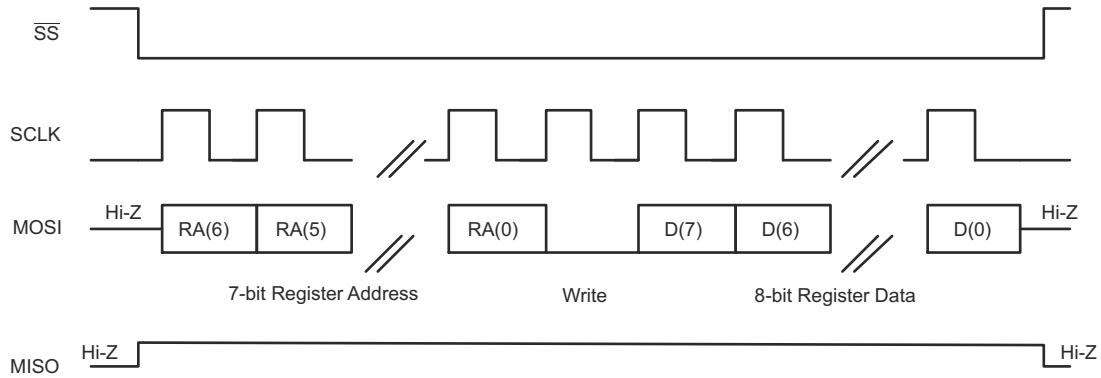 S̅S̅
SCLK
Hi-Z
Hi-Z
MOSI
RA(6)
RA(5)
RA(0)
D(7)
D(6)
D(0)
7-bit Register Address
Write
8-bit Register Data
Hi-Z
Hi-Z
MISO